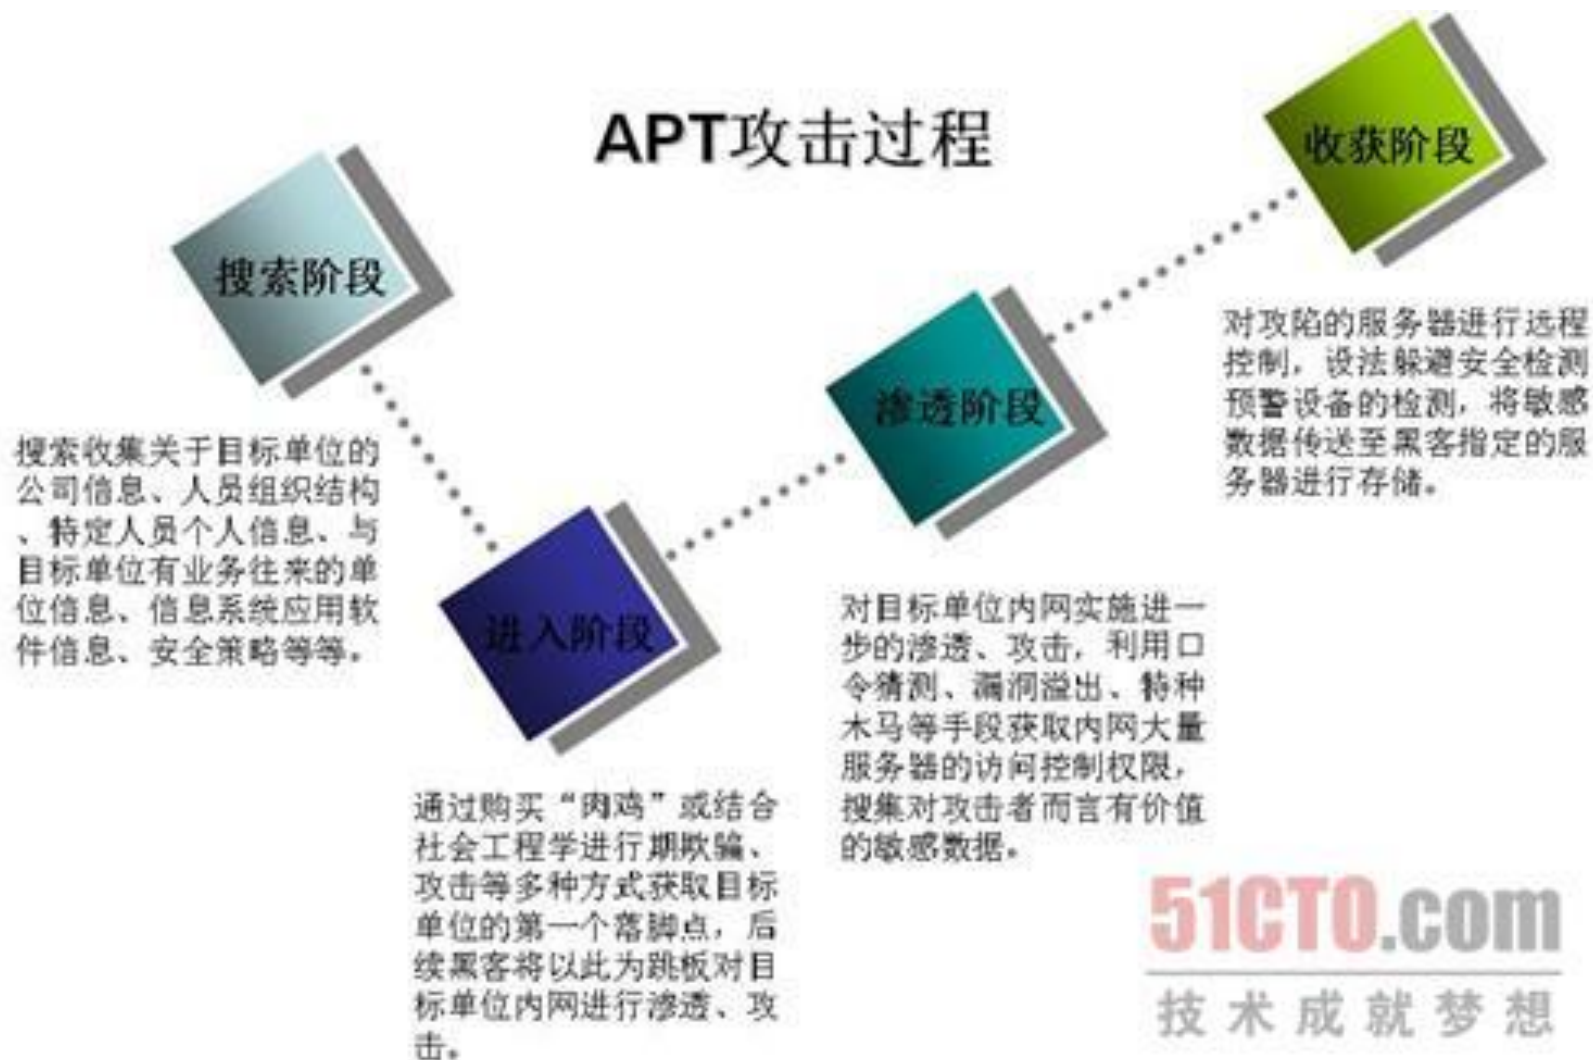 APT攻击过程
搜索阶段
搜索收集关于目标单位的
公司信息、人员组织结构
、特定人员个人信息、与
目标单位有业务往来的单
位信息、信息系统应用软
件信息、安全策略等等。
进入阶段
通过购买“肉鸡”或结合
社会工程学进行期欺骗、
攻击等多种方式获取目标
单位的第一个落脚点，后
续黑客将以此为跳板对目
标单位内网进行渗透、攻
击。
渗透阶段
对目标单位内网实施进一
步的渗透、攻击，利用口
令猜测、漏洞溢出、特种
木马等手段获取内网大量
服务器的访问控制权限，
搜集对攻击者而言有价值
的敏感数据。
收获阶段
对攻陷的服务器进行远程
控制，设法躲避安全检测
预警设备的检测，将敏感
数据传送至黑客指定的服
务器进行存储。
51CTO.com
技术成就梦想